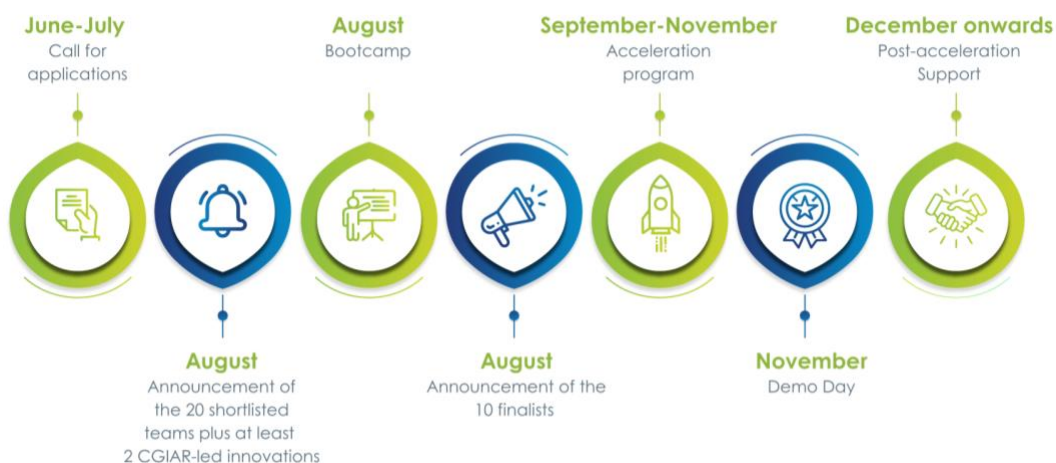 June-July
Call for
applications
August
Announcement of
the 20 shortlisted
teams plus at least
2 CGIAR-led innovations
August
Bootcamp
August
Announcement of the
10 finalists
September-November
Acceleration
program
November
Demo Day
December onwards
Post-acceleration
Support